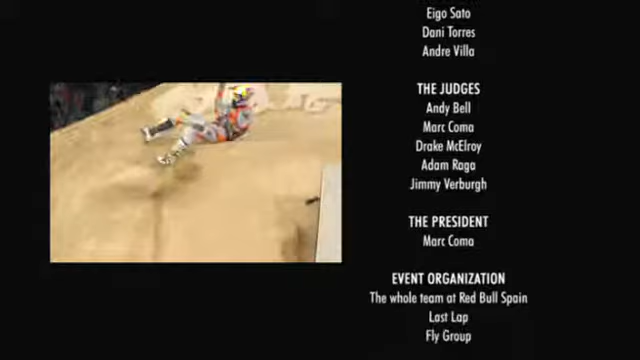 Eigo Sato
Dani Torres
Andre Villa
THE JUDGES
Andy Bell
Marc Coma
Drake McElroy
Adam Raga
Jimmy Verburgh
THE PRESIDENT
Marc Coma
EVENT ORGANIZATION
The whole team at Red Bull Spain
Last Lap
Fly Group